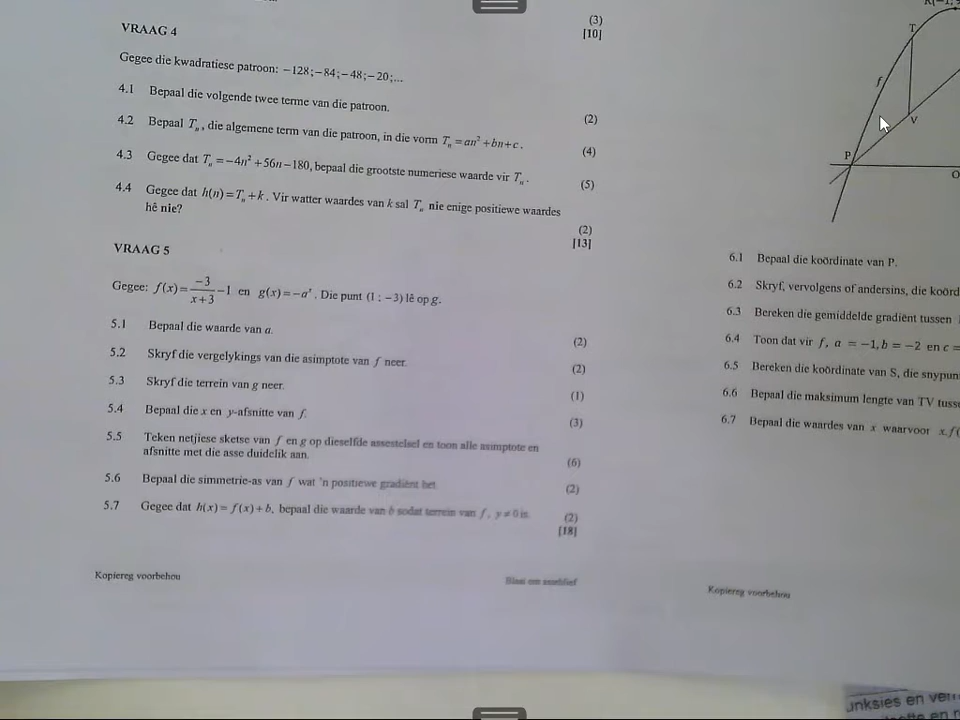 (3)
[10]
VRAAG 4
Gegee die kwadratiese patroon: −128;−84;−48;−20;...
4.1 Bepaal die volgende twee terme van die patroon. (2)
4.2 Bepaal Tₙ, die algemene term van die patroon, in die vorm Tₙ = an² + bn + c. (4)
4.3 Gegee dat Tₙ = −4n² + 56n − 180, bepaal die grootste numeriese waarde vir Tₙ. (5)
4.4 Gegee dat h(n) = Tₙ + k. Vir watter waardes van k sal Tₙ nie enige positiewe waardes
hê nie? (2)
[13]
VRAAG 5
Gegee: f(x) = −3/(x+3) − 1 en g(x) = −aˣ. Die punt (1 ; −3) lê op g.
5.1 Bepaal die waarde van a. (2)
5.2 Skryf die vergelykings van die asimptote van f neer. (2)
5.3 Skryf die terrein van g neer. (1)
5.4 Bepaal die x en y-afsnitte van f. (3)
5.5 Teken netjiese sketse van f en g op dieselfde assestelsel en toon alle asimptote en
afsnitte met die asse duidelik aan. (6)
5.6 Bepaal die simmetrie-as van f wat 'n positiewe gradiënt het. (2)
5.7 Gegee dat h(x) = f(x) + b, bepaal die waarde van b sodat terrein van f, y ≠ 0 is. (2)
[18]
Kopiereg voorbehou
Blaai om asseblief
T
f
V
P
O
6.1 Bepaal die koördinate van P.
6.2 Skryf, vervolgens of andersins, die
6.3 Bereken die gemiddelde gradiënt tussen
6.4 Toon dat vir f, a = −1, b = −2 en c =
6.5 Bereken die koördinate van S, die
6.6 Bepaal die maksimum lengte van TV
6.7 Bepaal die waardes van x waarvoor x.f(
Kopiereg voorbehou
en
en